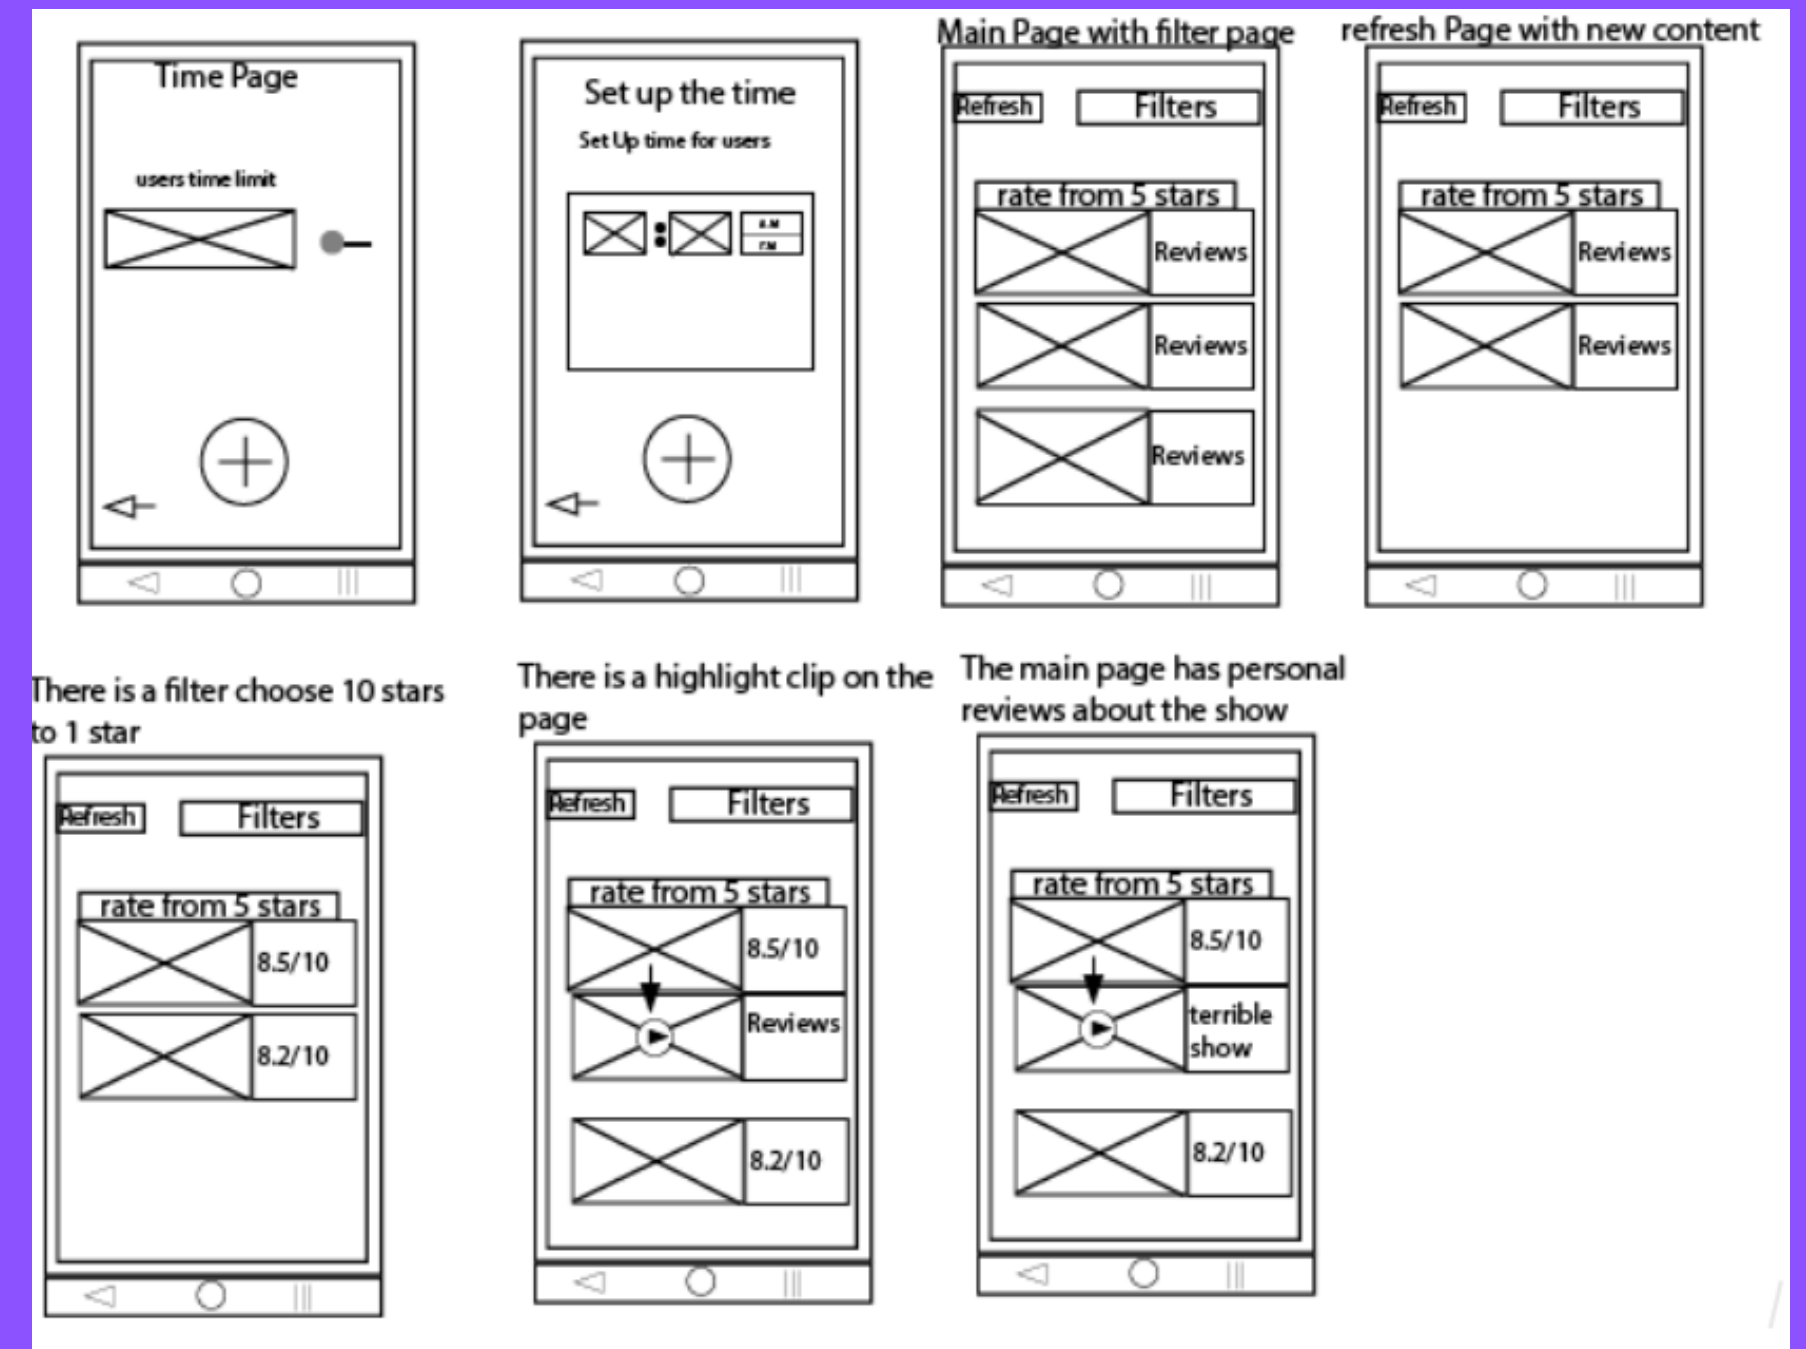 Time Page
users time limit
Set up the time
Set Up time for users
A.M
P.M
Main Page with filter page
Refresh
Filters
rate from 5 stars
Reviews
Reviews
Reviews
refresh Page with new content
Refresh
Filters
rate from 5 stars
Reviews
Reviews
There is a filter choose 10 stars
to 1 star
Refresh
Filters
rate from 5 stars
8.5/10
8.2/10
There is a highlight clip on the
page
Refresh
Filters
rate from 5 stars
8.5/10
Reviews
8.2/10
The main page has personal
reviews about the show
Refresh
Filters
rate from 5 stars
8.5/10
terrible
show
8.2/10